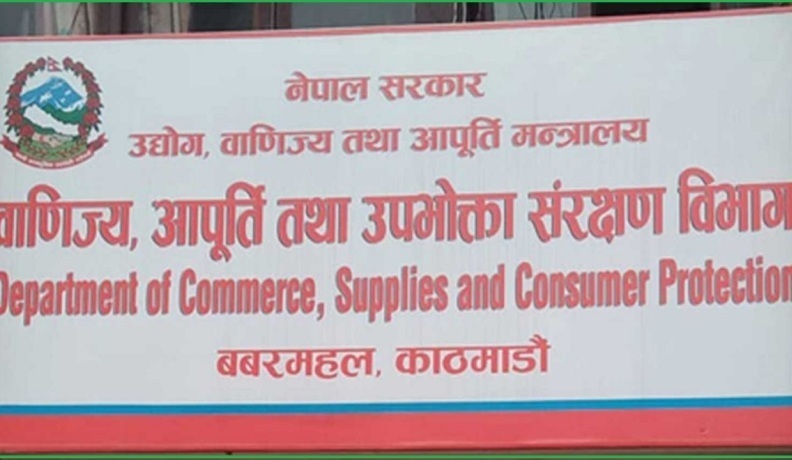 नेपाल सरकार
उद्योग, वाणिज्य तथा आपूर्ति मन्त्रालय
वाणिज्य, आपूर्ति तथा उपभोक्ता संरक्षण विभाग
Department of Commerce, Supplies and Consumer Protection
बबरमहल, काठमाडौं